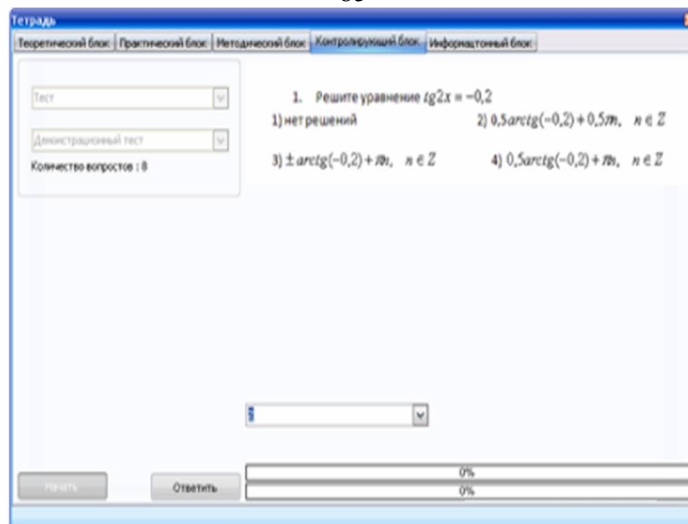 Тетрадь
Теоретический блок Практический блок Методический блок Контролирующий блок Информацтонный блок
Тест
Демонстрационный тест
Количество вопростов : 8
1. Решите уравнение tg2x = −0,2
1) нет решений 2) 0,5arctg(−0,2) + 0,5πn, n ∈ Z
3) ± arctg(−0,2) + πn, n ∈ Z 4) 0,5arctg(−0,2) + πn, n ∈ Z
Начать
Ответить
0%
0%